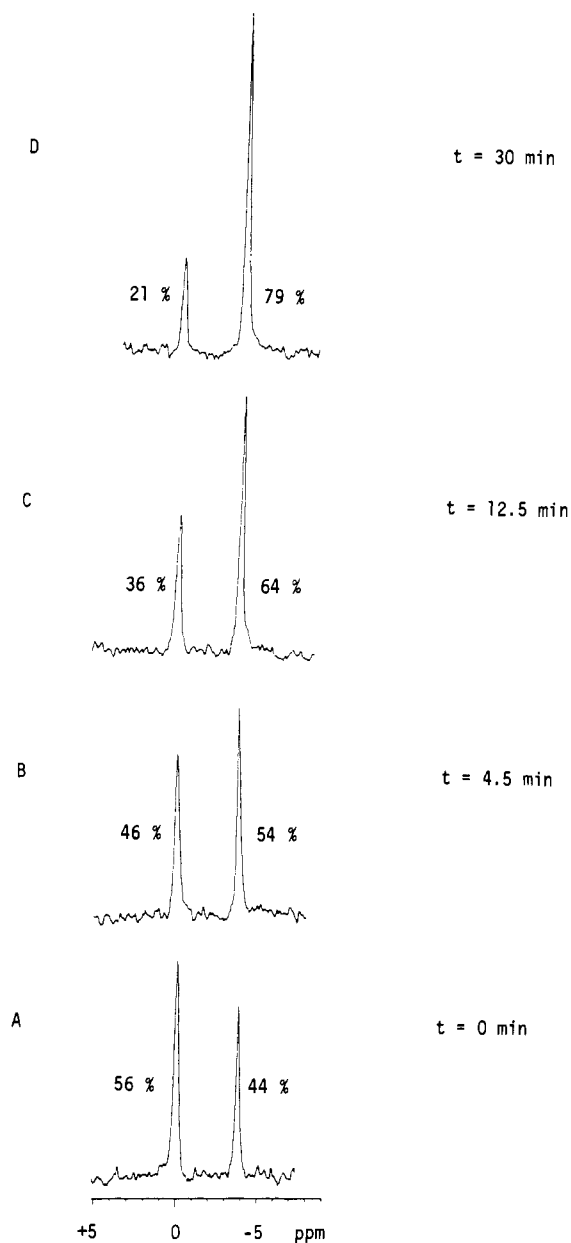 D
t = 30 min
21 %
79 %
C
t = 12.5 min
36 %
64 %
B
t = 4.5 min
46 %
54 %
A
t = 0 min
56 %
44 %
+5 0 -5 ppm